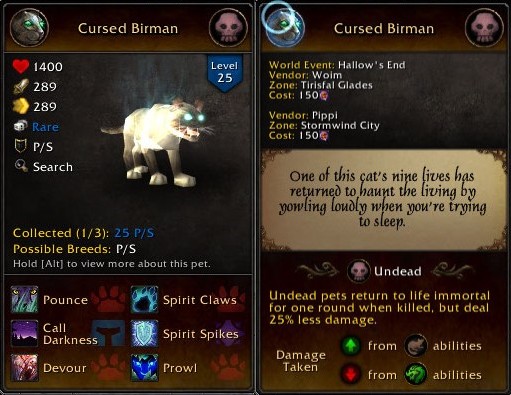 Cursed Birman
1400
Level
25
289
289
Rare
P/S
Search
Collected (1/3): 25 P/S
Possible Breeds: P/S
Hold [Alt] to view more about this pet.
Pounce
Spirit Claws
Call
Darkness
Spirit Spikes
Devour
Prowl
Cursed Birman
World Event: Hallow's End
Vendor: Woim
Zone: Tirisfal Glades
Cost: 150
Vendor: Pippi
Zone: Stormwind City
Cost: 150
One of this cat's nine lives has
returned to haunt the living by
yowling loudly when you're trying
to sleep.
Undead
Undead pets return to life immortal
for one round when killed, but deal
25% less damage.
Damage
Taken
from abilities
from abilities